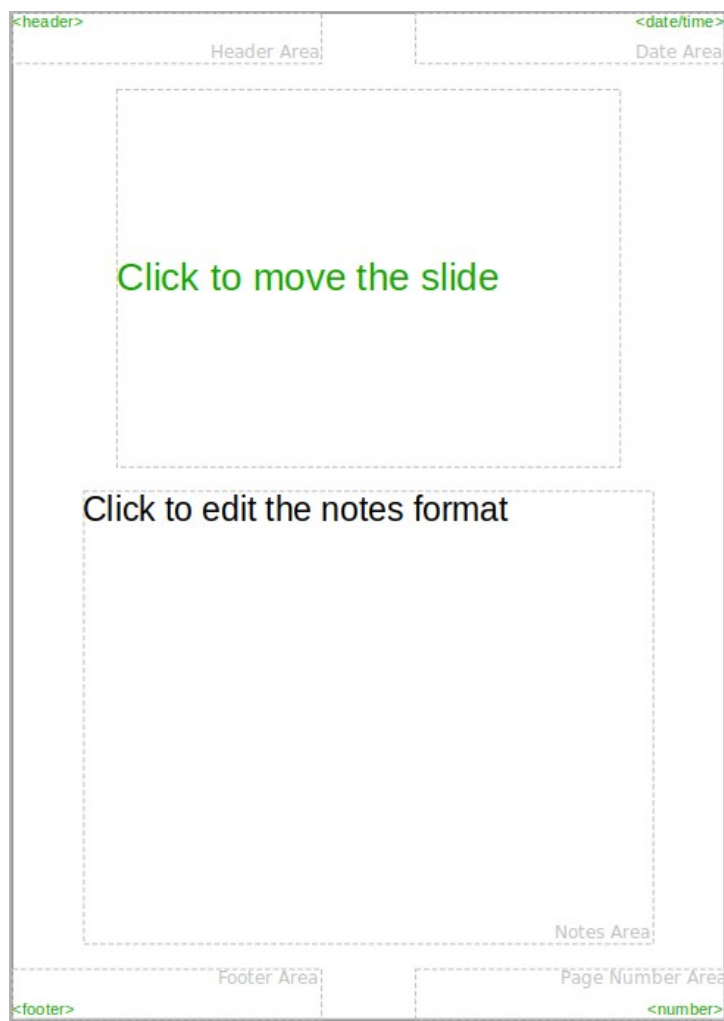 <header>
<date/time>
Header Area
Date Area
Click to move the slide
Click to edit the notes format
Notes Area
Footer Area
Page Number Area
<footer>
<number>